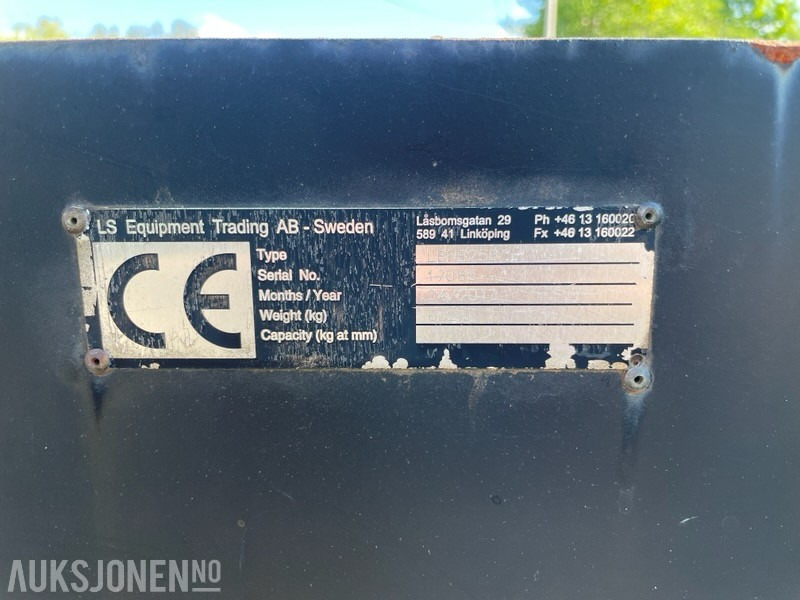 LS Equipment Trading AB - Sweden
Låsbomsgatan 29 Ph +46 13 160020
589 41 Linköping Fx +46 13 160022
CE
Type
Serial No.
Months / Year
Weight (kg)
Capacity (kg at mm)
AUKSJONEN.NO